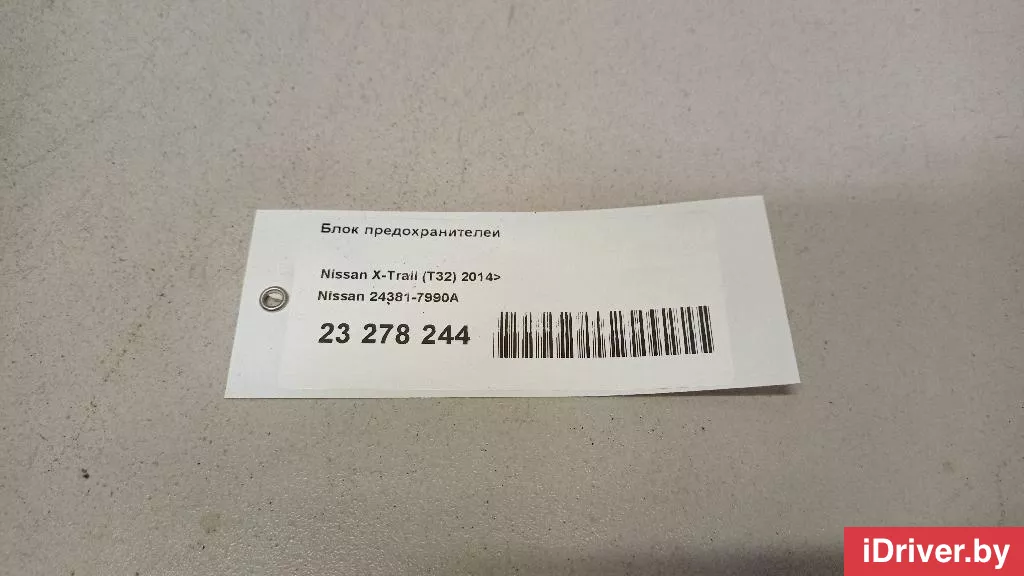 Блок предохранителей
Nissan X-Trail (T32) 2014>
Nissan 24381-7990A
23 278 244
iDriver.by